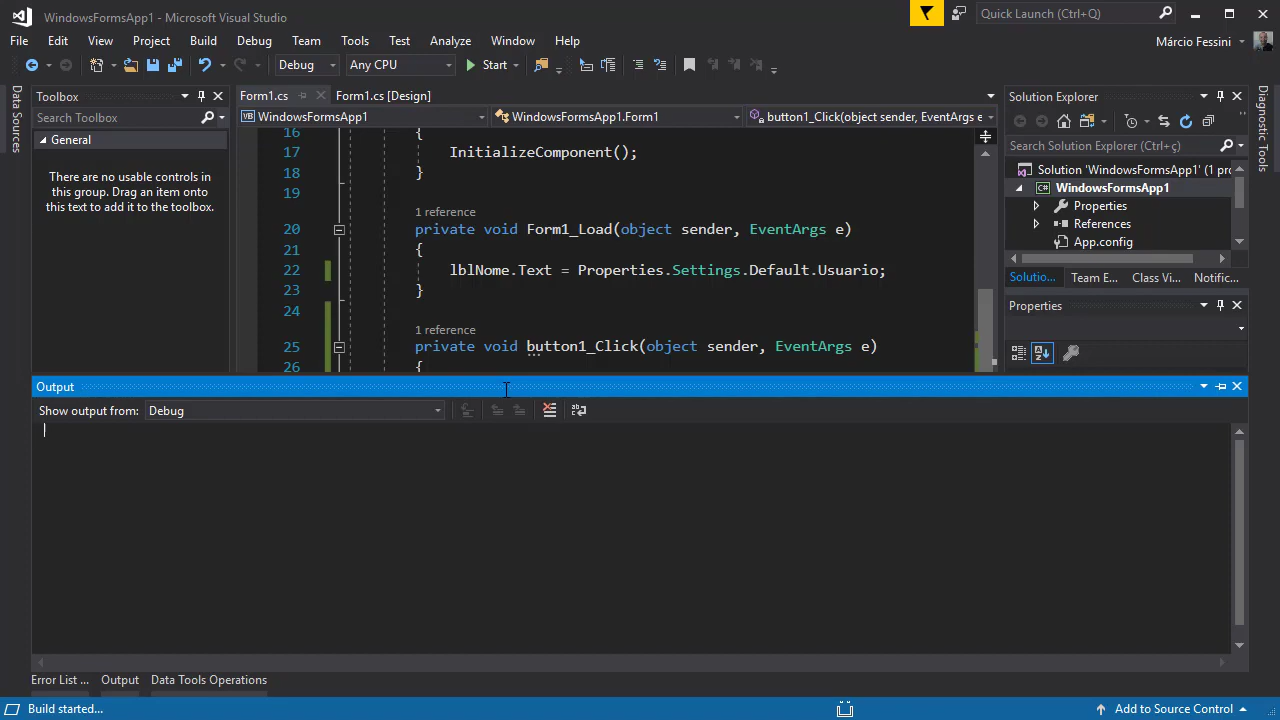 WindowsFormsApp1 - Microsoft Visual Studio
Quick Launch (Ctrl+Q)
File Edit View Project Build Debug Team Tools Test Analyze Window Help
Márcio Fessini
Debug Any CPU Start
Data Sources
Toolbox
Search Toolbox
General
There are no usable controls in
this group. Drag an item onto
this text to add it to the toolbox.
Form1.cs Form1.cs [Design]
WindowsFormsApp1 WindowsFormsApp1.Form1 button1_Click(object sender, EventArgs e
16 {
17 InitializeComponent();
18 }
19
1 reference
20 private void Form1_Load(object sender, EventArgs e)
21 {
22 lblNome.Text = Properties.Settings.Default.Usuario;
23 }
24
1 reference
25 private void button1_Click(object sender, EventArgs e)
26 {
Solution Explorer
Search Solution Explorer (Ctrl+ç)
Solution 'WindowsFormsApp1' (1 pro
WindowsFormsApp1
Properties
References
App.config
Solutio... Team E... Class Vi... Notific...
Properties
Diagnostic Tools
Output
Show output from: Debug
Error List ... Output Data Tools Operations
Build started...
Add to Source Control